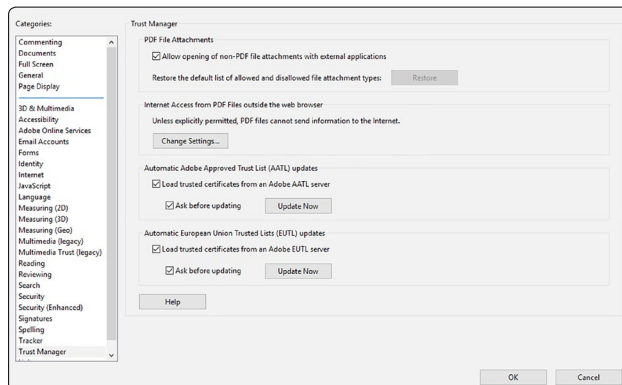 Categories:
Commenting
Documents
Full Screen
General
Page Display
3D & Multimedia
Accessibility
Adobe Online Services
Email Accounts
Forms
Identity
Internet
JavaScript
Language
Measuring (2D)
Measuring (3D)
Measuring (Geo)
Multimedia (legacy)
Multimedia Trust (legacy)
Reading
Reviewing
Search
Security
Security (Enhanced)
Signatures
Spelling
Tracker
Trust Manager
Trust Manager
PDF File Attachments
Allow opening of non-PDF file attachments with external applications
Restore the default list of allowed and disallowed file attachment types: Restore
Internet Access from PDF Files outside the web browser
Unless explicitly permitted, PDF files cannot send information to the Internet.
Change Settings...
Automatic Adobe Approved Trust List (AATL) updates
Load trusted certificates from an Adobe AATL server
Ask before updating Update Now
Automatic European Union Trusted Lists (EUTL) updates
Load trusted certificates from an Adobe EUTL server
Ask before updating Update Now
Help
OK Cancel